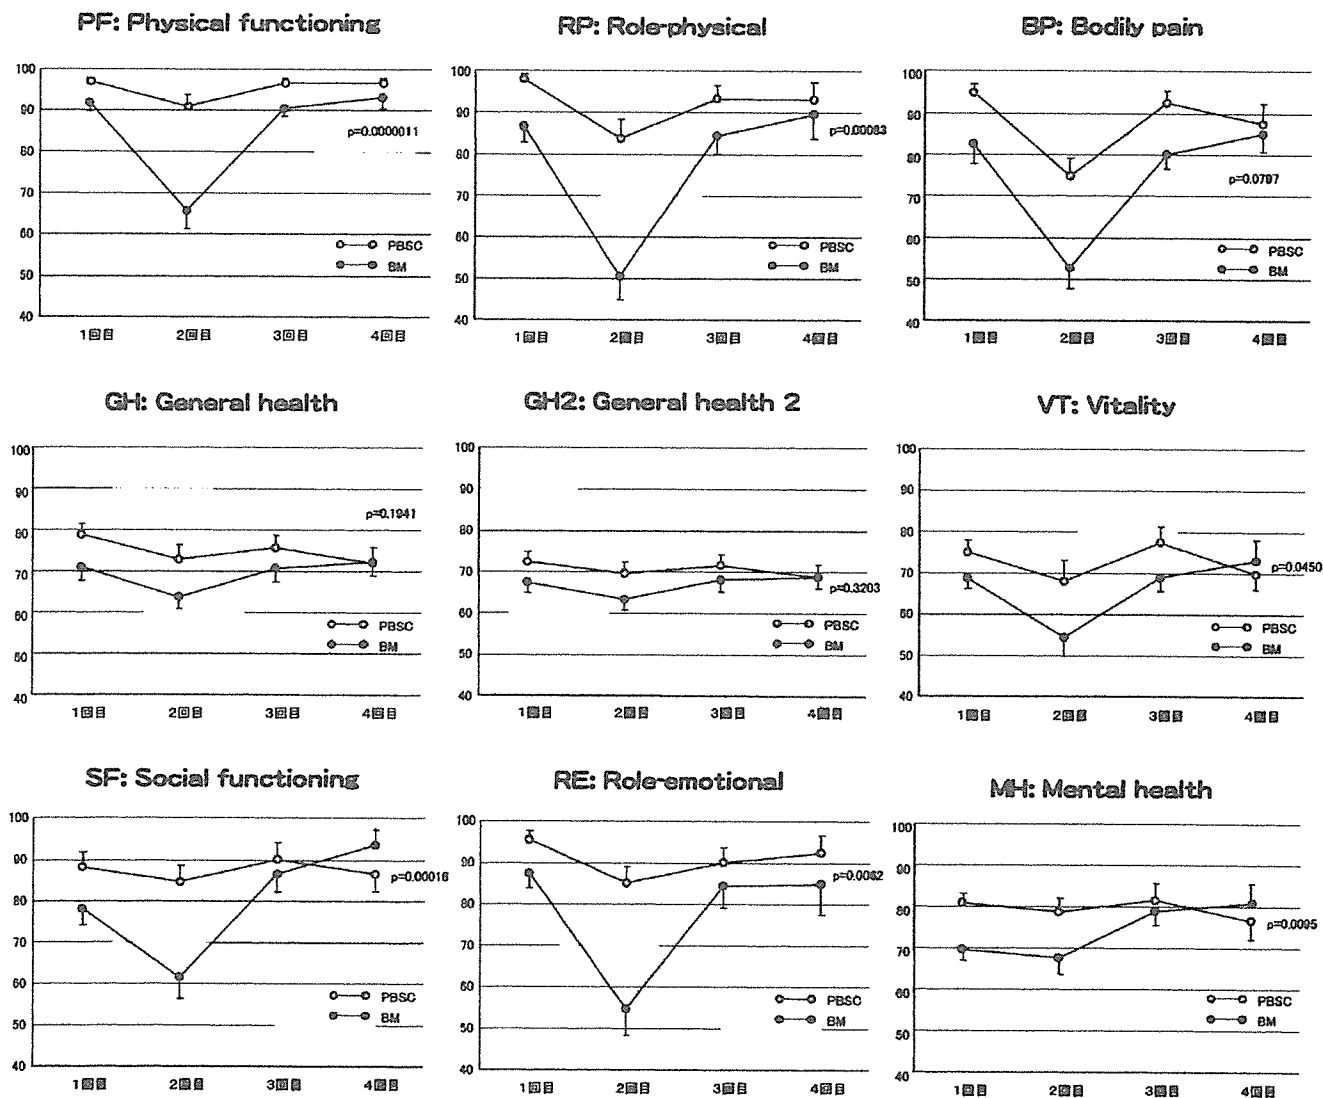 PF: Physical functioning
100
90
80
70
60
50
40
p=0.0000011
PBSC
BM
1回目 2回目 3回目 4回目
RP: Role-physical
100
90
80
70
60
50
40
p=0.00083
PBSC
BM
1回目 2回目 3回目 4回目
BP: Bodily pain
100
90
80
70
60
50
40
p=0.0797
PBSC
BM
1回目 2回目 3回目 4回目
GH: General health
100
90
80
70
60
50
40
p=0.1941
PBSC
BM
1回目 2回目 3回目 4回目
GH2: General health 2
100
90
80
70
60
50
40
p=0.3203
PBSC
BM
1回目 2回目 3回目 4回目
VT: Vitality
100
90
80
70
60
50
40
p=0.0450
PBSC
BM
1回目 2回目 3回目 4回目
SF: Social functioning
100
90
80
70
60
50
40
p=0.00016
PBSC
BM
1回目 2回目 3回目 4回目
RE: Role-emotional
100
90
80
70
60
50
40
p=0.0082
PBSC
BM
1回目 2回目 3回目 4回目
MH: Mental health
100
90
80
70
60
50
40
p=0.0095
PBSC
BM
1回目 2回目 3回目 4回目